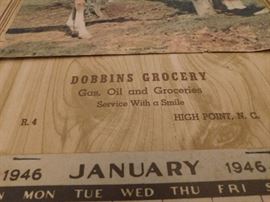 DOBBINS GROCERY
Gas, Oil and Groceries
Service With a Smile
R. 4 HIGH POINT, N. C.
1946 JANUARY 1946
MON TUE WED THU FRI S